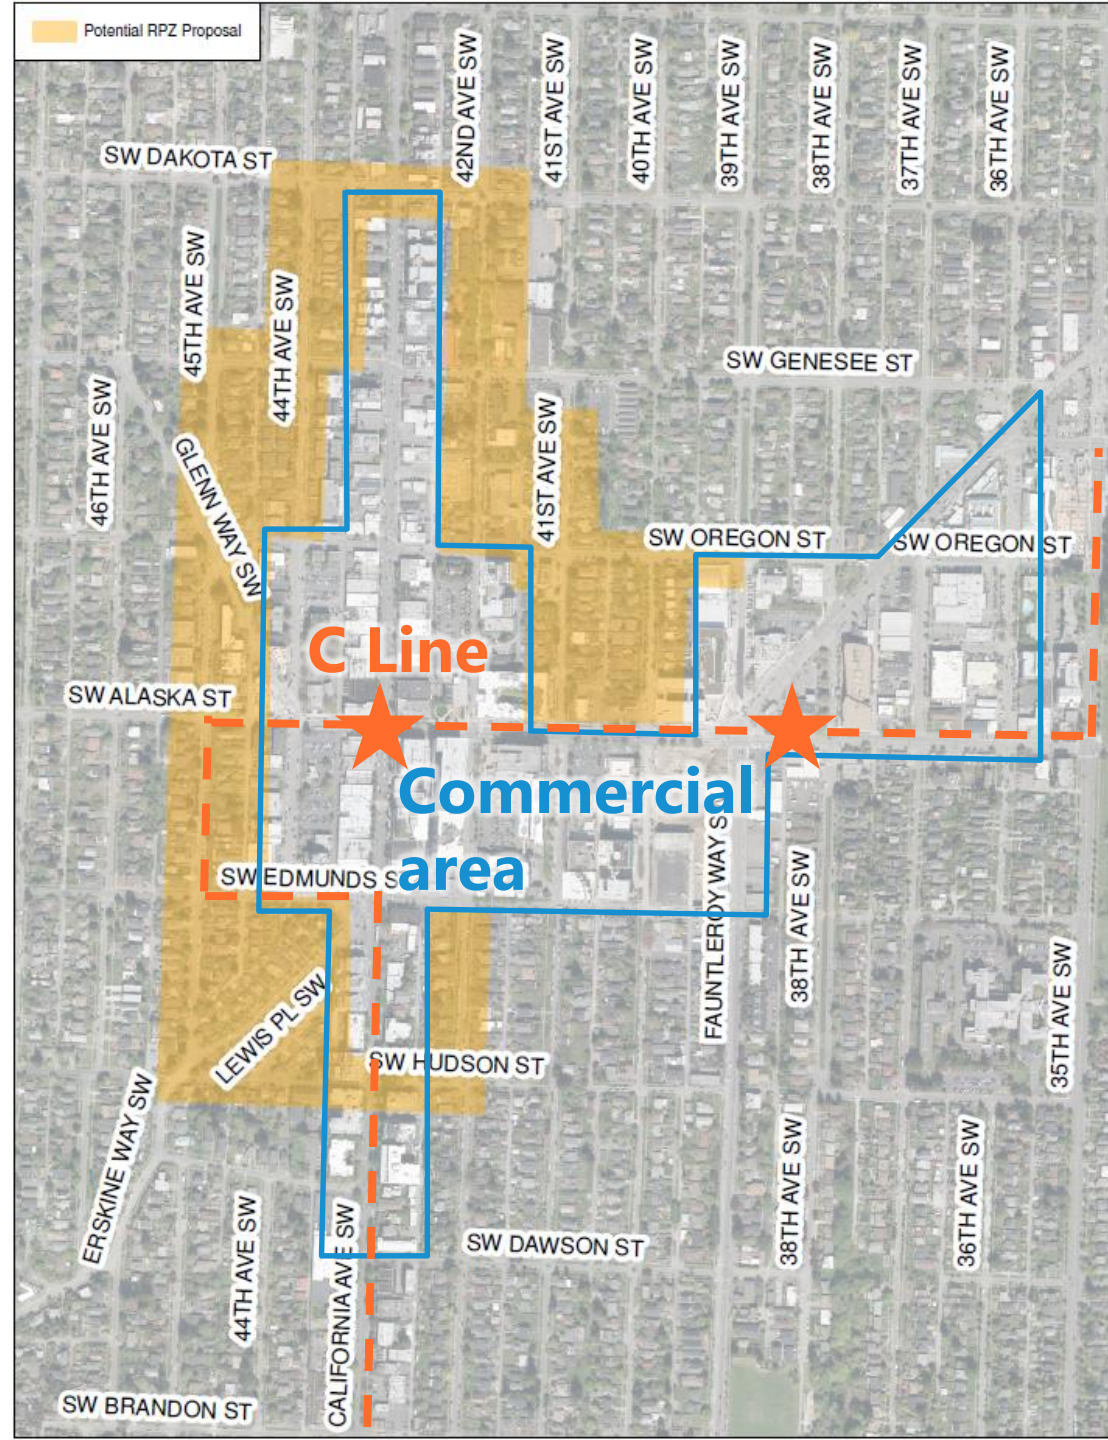 Potential RPZ Proposal
42ND AVE SW
41ST AVE SW
40TH AVE SW
39TH AVE SW
38TH AVE SW
37TH AVE SW
36TH AVE SW
SW DAKOTA ST
45TH AVE SW
44TH AVE SW
SW GENESEE ST
46TH AVE SW
41ST AVE SW
GLENN WAY SW
SW OREGON ST
SW OREGON ST
C Line
SW ALASKA ST
Commercial
area
SW EDMUNDS S
FAUNTLEROY WAY S
38TH AVE SW
35TH AVE SW
LEWIS PL SW
SW HUDSON ST
ERSKINE WAY SW
38TH AVE SW
36TH AVE SW
44TH AVE SW
CALIFORNIA AVE SW
SW DAWSON ST
SW BRANDON ST